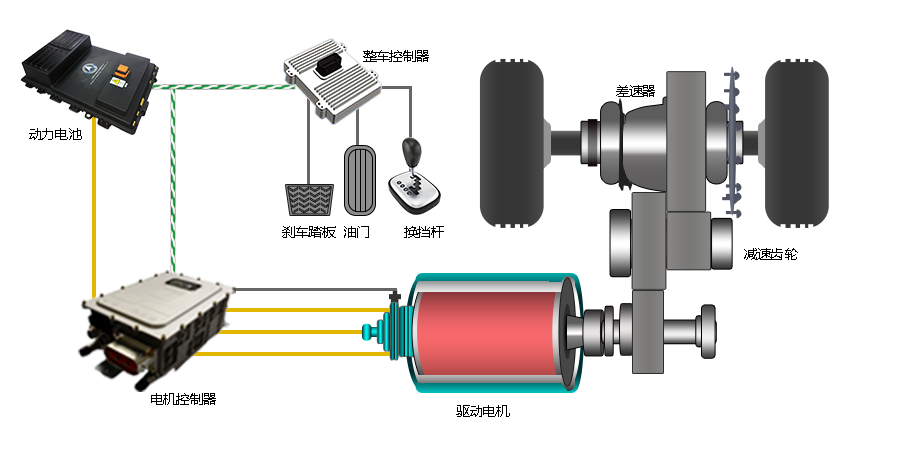 整车控制器
差速器
动力电池
刹车踏板
油门
换挡杆
减速齿轮
电机控制器
驱动电机